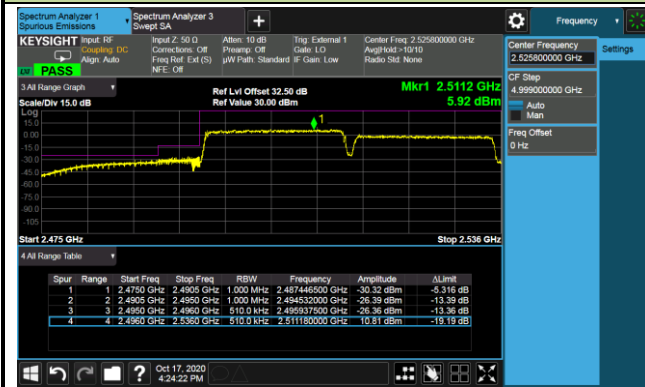 Spectrum Analyzer 1
Spurious Emissions
Spectrum Analyzer 3
Swept SA
Frequency
KEYSIGHT
Input: RF
Coupling: DC
Align: Auto
Input Z: 50 Ω
Corrections: Off
Freq Ref: Ext (S)
NFE: Off
Atten: 10 dB
Preamp: Off
µW Path: Standard
Trig: External 1
Gate: LO
IF Gain: Low
Center Freq: 2.525800000 GHz
Avg|Hold:>10/10
Radio Std: None
PASS
Center Frequency
2.525800000 GHz
Settings
CF Step
4.999000000 GHz
Auto
Man
Freq Offset
0 Hz
3 All Range Graph
Scale/Div 15.0 dB
Ref Lvl Offset 32.50 dB
Ref Value 30.00 dBm
Mkr1 2.5112 GHz
5.92 dBm
Log
15.0
0.00
-15.0
-30.0
-45.0
-60.0
-75.0
-90.0
-105
1
Start 2.475 GHz
Stop 2.536 GHz
4 All Range Table
Spur Range Start Freq Stop Freq RBW Frequency Amplitude ΔLimit
1 1 2.4750 GHz 2.4905 GHz 1.000 MHz 2.487446500 GHz -30.32 dBm -5.316 dB
2 2 2.4905 GHz 2.4950 GHz 1.000 MHz 2.494532000 GHz -26.39 dBm -13.39 dB
3 3 2.4950 GHz 2.4960 GHz 510.0 kHz 2.495937500 GHz -26.36 dBm -13.36 dB
4 4 2.4960 GHz 2.5360 GHz 510.0 kHz 2.511180000 GHz 10.81 dBm -19.19 dB
Oct 17, 2020
4:24:22 PM